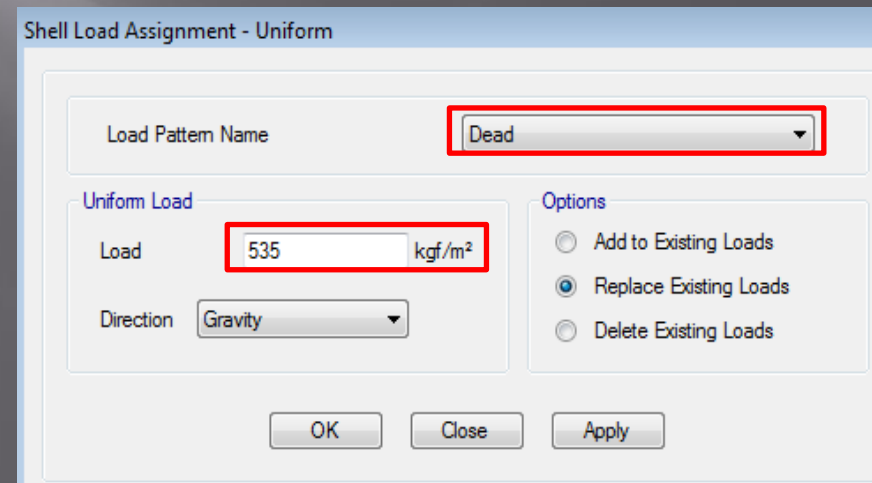 Shell Load Assignment - Uniform
Load Pattern Name
Dead
Uniform Load
Load
535
kgf/m²
Direction
Gravity
Options
Add to Existing Loads
Replace Existing Loads
Delete Existing Loads
OK
Close
Apply